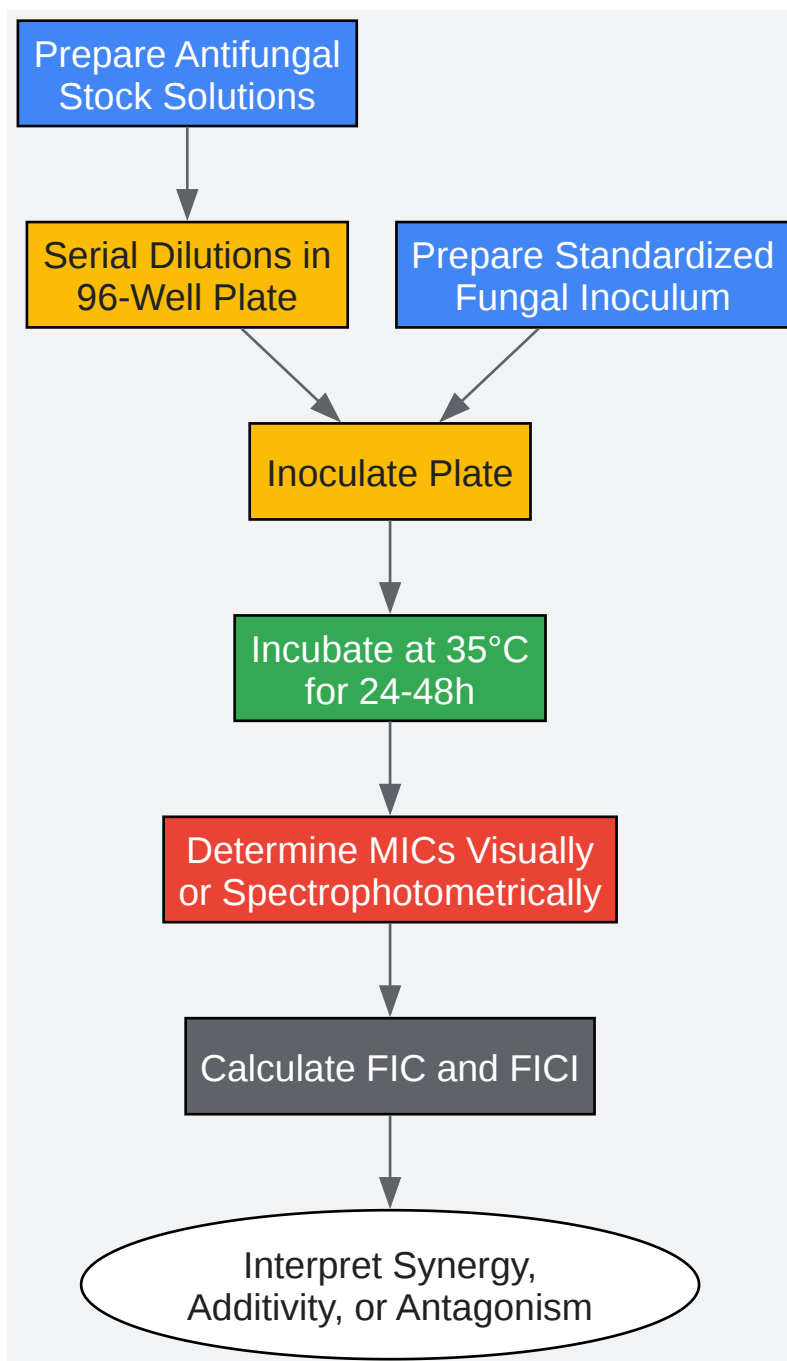 Prepare Antifungal
Stock Solutions
Serial Dilutions in
96-Well Plate
Prepare Standardized
Fungal Inoculum
Inoculate Plate
Incubate at 35°C
for 24-48h
Determine MICs Visually
or Spectrophotometrically
Calculate FIC and FICI
Interpret Synergy,
Additivity, or Antagonism